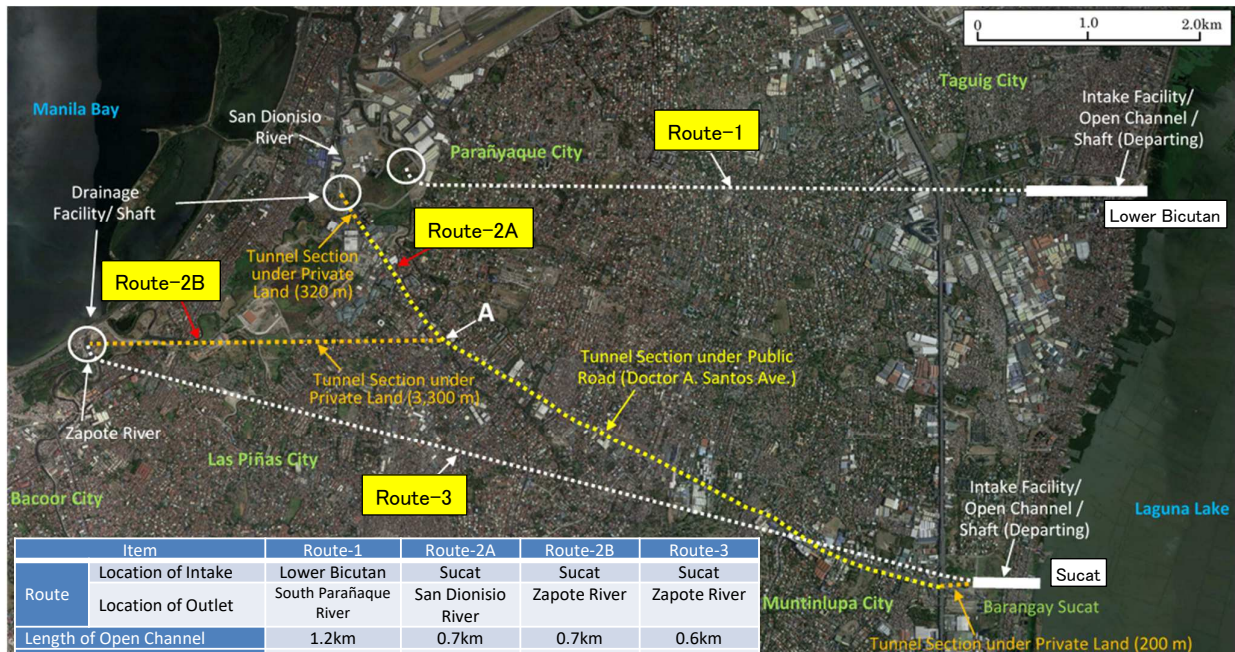 0 1.0 2.0km
Taguig City
Manila Bay
San Dionisio
River
Route-1
Intake Facility/
Open Channel /
Shaft (Departing)
Parañyaque City
Drainage
Facility/ Shaft
Lower Bicutan
Route-2A
Tunnel Section
under Private
Land (320 m)
Route-2B
A
Tunnel Section under Public
Road (Doctor A. Santos Ave.)
Tunnel Section under
Private Land (3,300 m)
Zapote River
Las Piñas City
Route-3
Bacoor City
Intake Facility/
Open Channel /
Shaft (Departing)
Laguna Lake
Sucat
Muntinlupa City
Barangay Sucat
Tunnel Section under Private Land (200 m)
Item Route-1 Route-2A Route-2B Route-3
Route Location of Intake Lower Bicutan Sucat Sucat Sucat
Location of Outlet South Parañaque River San Dionisio River Zapote River Zapote River
Length of Open Channel 1.2km 0.7km 0.7km 0.6km